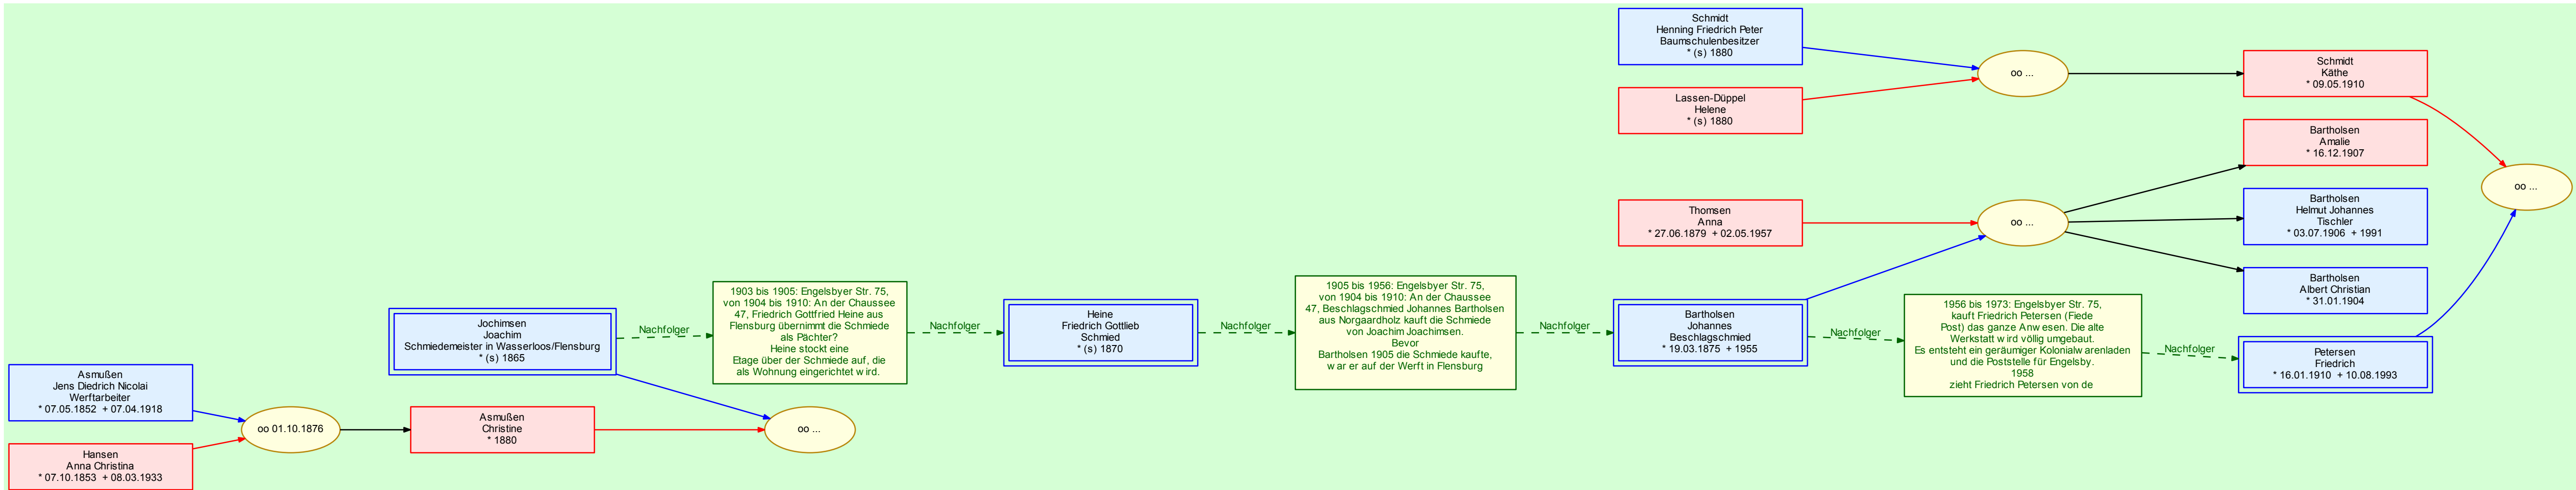 Schmidt
Henning Friedrich Peter
Baumschulenbesitzer
* (s) 1880
Lassen-Düppel
Helene
* (s) 1880
oo ...
Schmidt
Käthe
* 09.05.1910
Bartholsen
Amalie
* 16.12.1907
oo ...
Thomsen
Anna
* 27.06.1879 + 02.05.1957
oo ...
Bartholsen
Helmut Johannes
Tischler
* 03.07.1906 + 1991
Bartholsen
Albert Christian
* 31.01.1904
Jochimsen
Joachim
Schmiedemeister in Wasserloos/Flensburg
* (s) 1865
Nachfolger
1903 bis 1905: Engelsbyer Str. 75,
von 1904 bis 1910: An der Chaussee
47, Friedrich Gottfried Heine aus
Flensburg übernimmt die Schmiede
als Pächter?
Heine stockt eine
Etage über der Schmiede auf, die
als Wohnung eingerichtet wird.
Nachfolger
Heine
Friedrich Gottlieb
Schmied
* (s) 1870
Nachfolger
1905 bis 1956: Engelsbyer Str. 75,
von 1904 bis 1910: An der Chaussee
47, Beschlagschmied Johannes Bartholsen
aus Norgaardholz kauft die Schmiede
von Joachim Joachimsen.
Bevor
Bartholsen 1905 die Schmiede kaufte,
war er auf der Werft in Flensburg
Nachfolger
Bartholsen
Johannes
Beschlagschmied
* 19.03.1875 + 1955
Nachfolger
1956 bis 1973: Engelsbyer Str. 75,
kauft Friedrich Petersen (Fiede
Post) das ganze Anwesen. Die alte
Werkstatt wird völlig umgebaut.
Es entsteht ein geräumiger Kolonialwarenladen
und die Poststelle für Engelsby.
1958
zieht Friedrich Petersen von de
Nachfolger
Petersen
Friedrich
* 16.01.1910 + 10.08.1993
Asmußen
Jens Diedrich Nicolai
Werftarbeiter
* 07.05.1852 + 07.04.1918
Hansen
Anna Christina
* 07.10.1853 + 08.03.1933
oo 01.10.1876
Asmußen
Christine
* 1880
oo ...